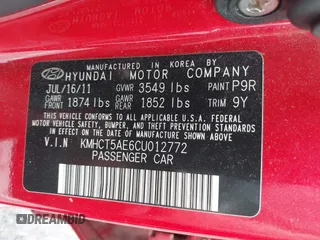 MANUFACTURED IN KOREA BY
HYUNDAI MOTOR COMPANY
JUL/16/11 GVWR 3549 lbs PAINT P9R
GAWR FRONT 1874 lbs GAWR REAR 1852 lbs TRIM 9Y
THIS VEHICLE CONFORMS TO ALL APPLICABLE U.S. FEDERAL
MOTOR VEHICLE SAFETY, BUMPER, AND THEFT PREVENTION
STANDARDS IN EFFECT ON THE DATE OF
MANUFACTURE SHOWN ABOVE.
V.I.N KMHCT5AE6CU012772
PASSENGER CAR
DREAMBID